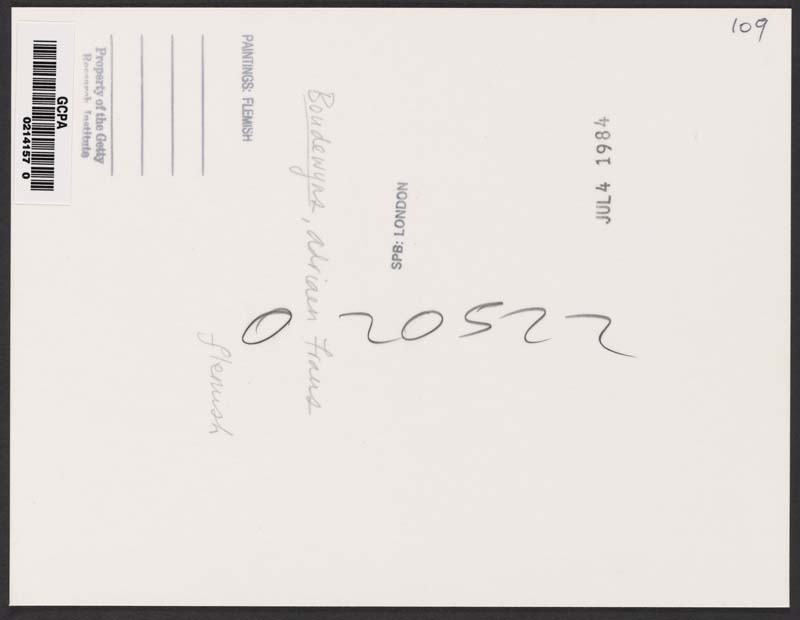 109
JUL 4 1984
SPB: LONDON
0 20522
Boudewyns, Adriaen Frans
Flemish
PAINTINGS: FLEMISH
Property of the Getty
Research Institute
GCPA
0214157 0